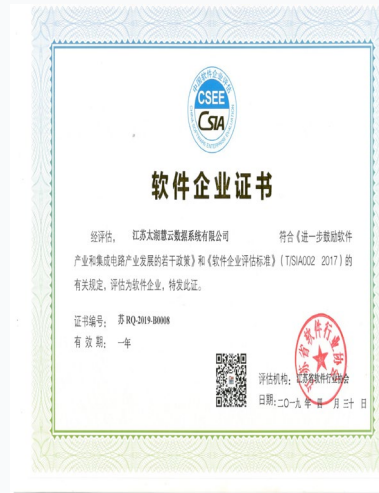 CSEE
CSIA
软件企业证书
经评估，江苏太湖慧云数据系统有限公司 符合《进一步鼓励软件
产业和集成电路产业发展的若干政策》和《软件企业评估标准》（T/SIA002 2017）的
有关规定，评估为软件企业，特发此证。
证书编号：苏 RQ-2019-B0008
有 效 期：一年
评估机构：江苏省软件行业协会
日期：二〇一九 年 四 月 三十 日